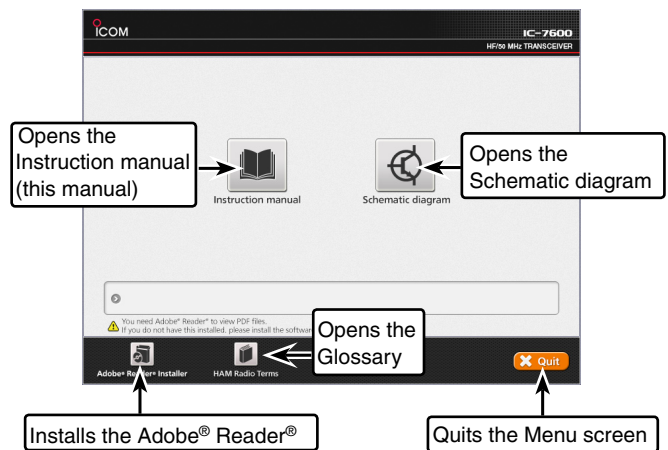 ICOM
IC-7600
HF/50 MHz TRANSCEIVER
Opens the
Instruction manual
(this manual)
Opens the
Schematic diagram
Instruction manual
Schematic diagram
You need Adobe® Reader® to view PDF files.
If you do not have this installed, please install the software
Opens the
Glossary
Adobe® Reader® Installer
HAM Radio Terms
Quit
Installs the Adobe® Reader®
Quits the Menu screen